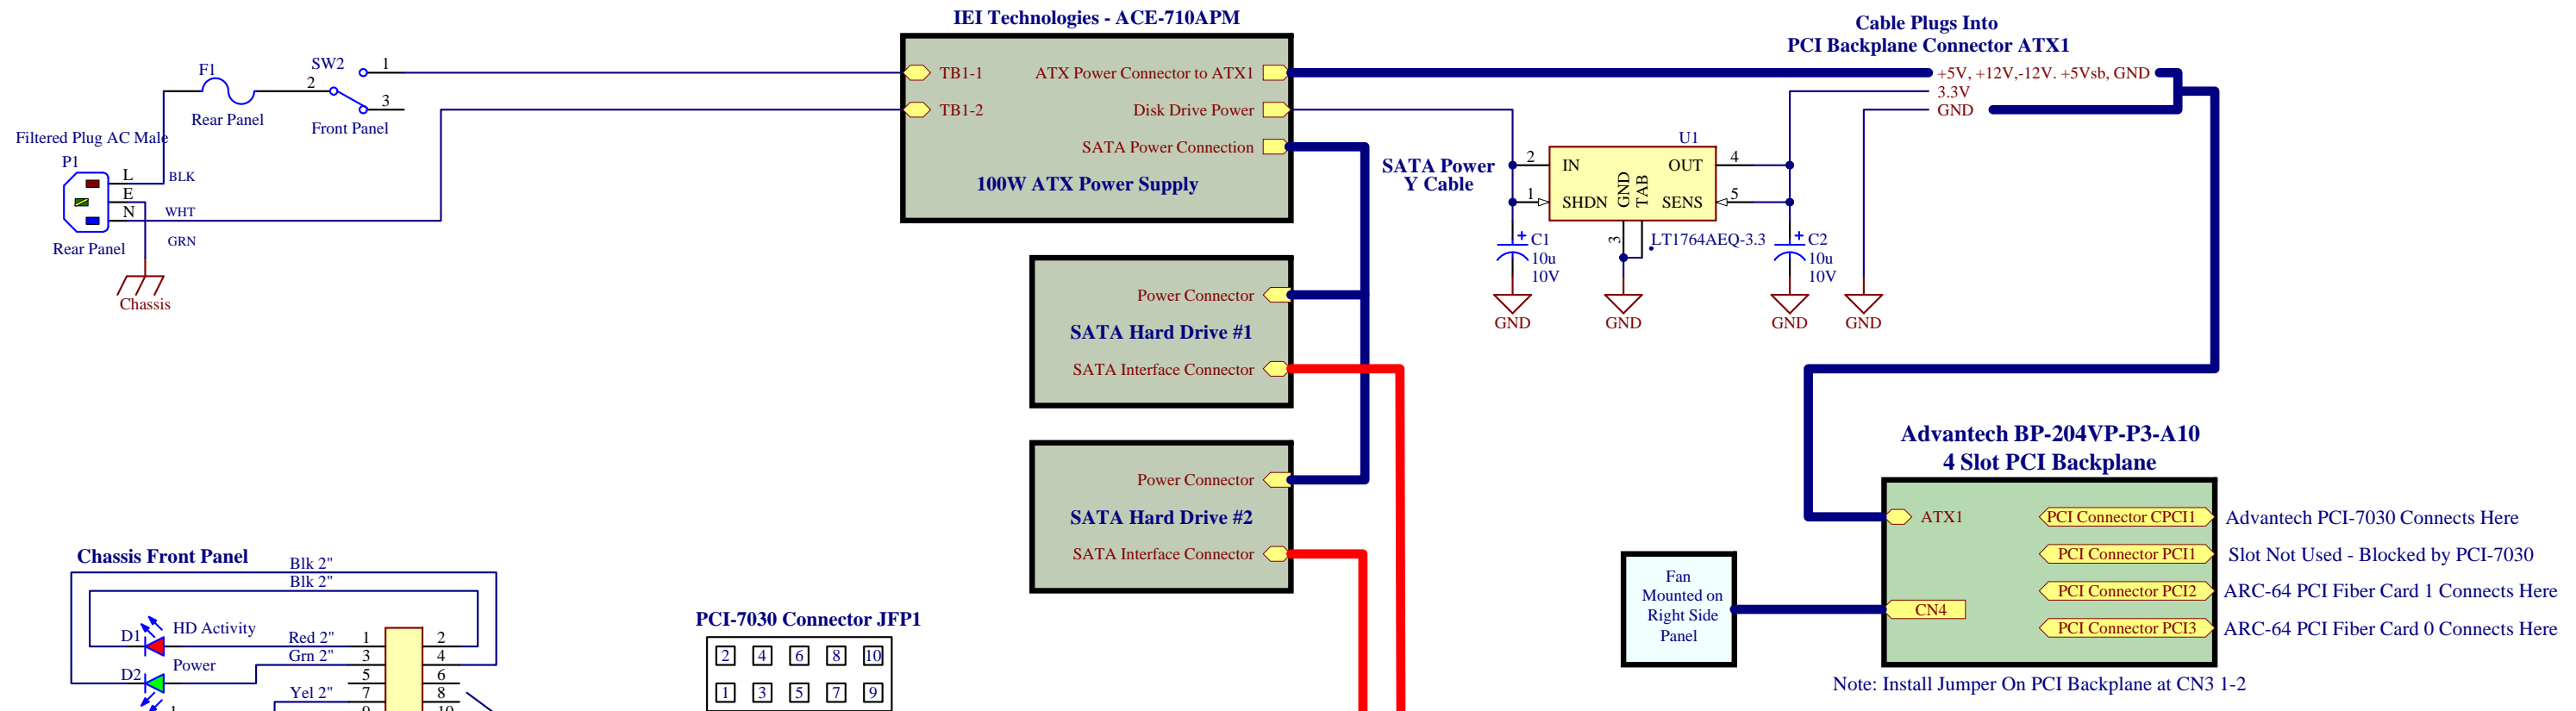 IEI Technologies - ACE-710APM
Cable Plugs Into
PCI Backplane Connector ATX1
F1
Rear Panel
SW2
1
2
3
Front Panel
TB1-1
TB1-2
ATX Power Connector to ATX1
Disk Drive Power
SATA Power Connection
100W ATX Power Supply
+5V, +12V,-12V. +5Vsb, GND
3.3V
GND
Filtered Plug AC Male
P1
L
E
N
BLK
WHT
GRN
Rear Panel
Chassis
SATA Power
Y Cable
U1
2
IN
OUT
4
1
SHDN
GND
TAB
SENS
5
3
LT1764AEQ-3.3
C1
10u
10V
C2
10u
10V
GND
GND
GND
GND
Power Connector
SATA Hard Drive #1
SATA Interface Connector
Power Connector
SATA Hard Drive #2
SATA Interface Connector
Advantech BP-204VP-P3-A10
4 Slot PCI Backplane
ATX1
CN4
PCI Connector CPCI1
Advantech PCI-7030 Connects Here
PCI Connector PCI1
Slot Not Used - Blocked by PCI-7030
PCI Connector PCI2
ARC-64 PCI Fiber Card 1 Connects Here
PCI Connector PCI3
ARC-64 PCI Fiber Card 0 Connects Here
Note: Install Jumper On PCI Backplane at CN3 1-2
Fan
Mounted on
Right Side
Panel
Chassis Front Panel
Blk 2"
Blk 2"
D1
HD Activity
Red 2"
1
2
Grn 2"
3
4
D2
Power
5
6
Yel 2"
7
8
1
9
10
PCI-7030 Connector JFP1
2 4 6 8 10
1 3 5 7 9